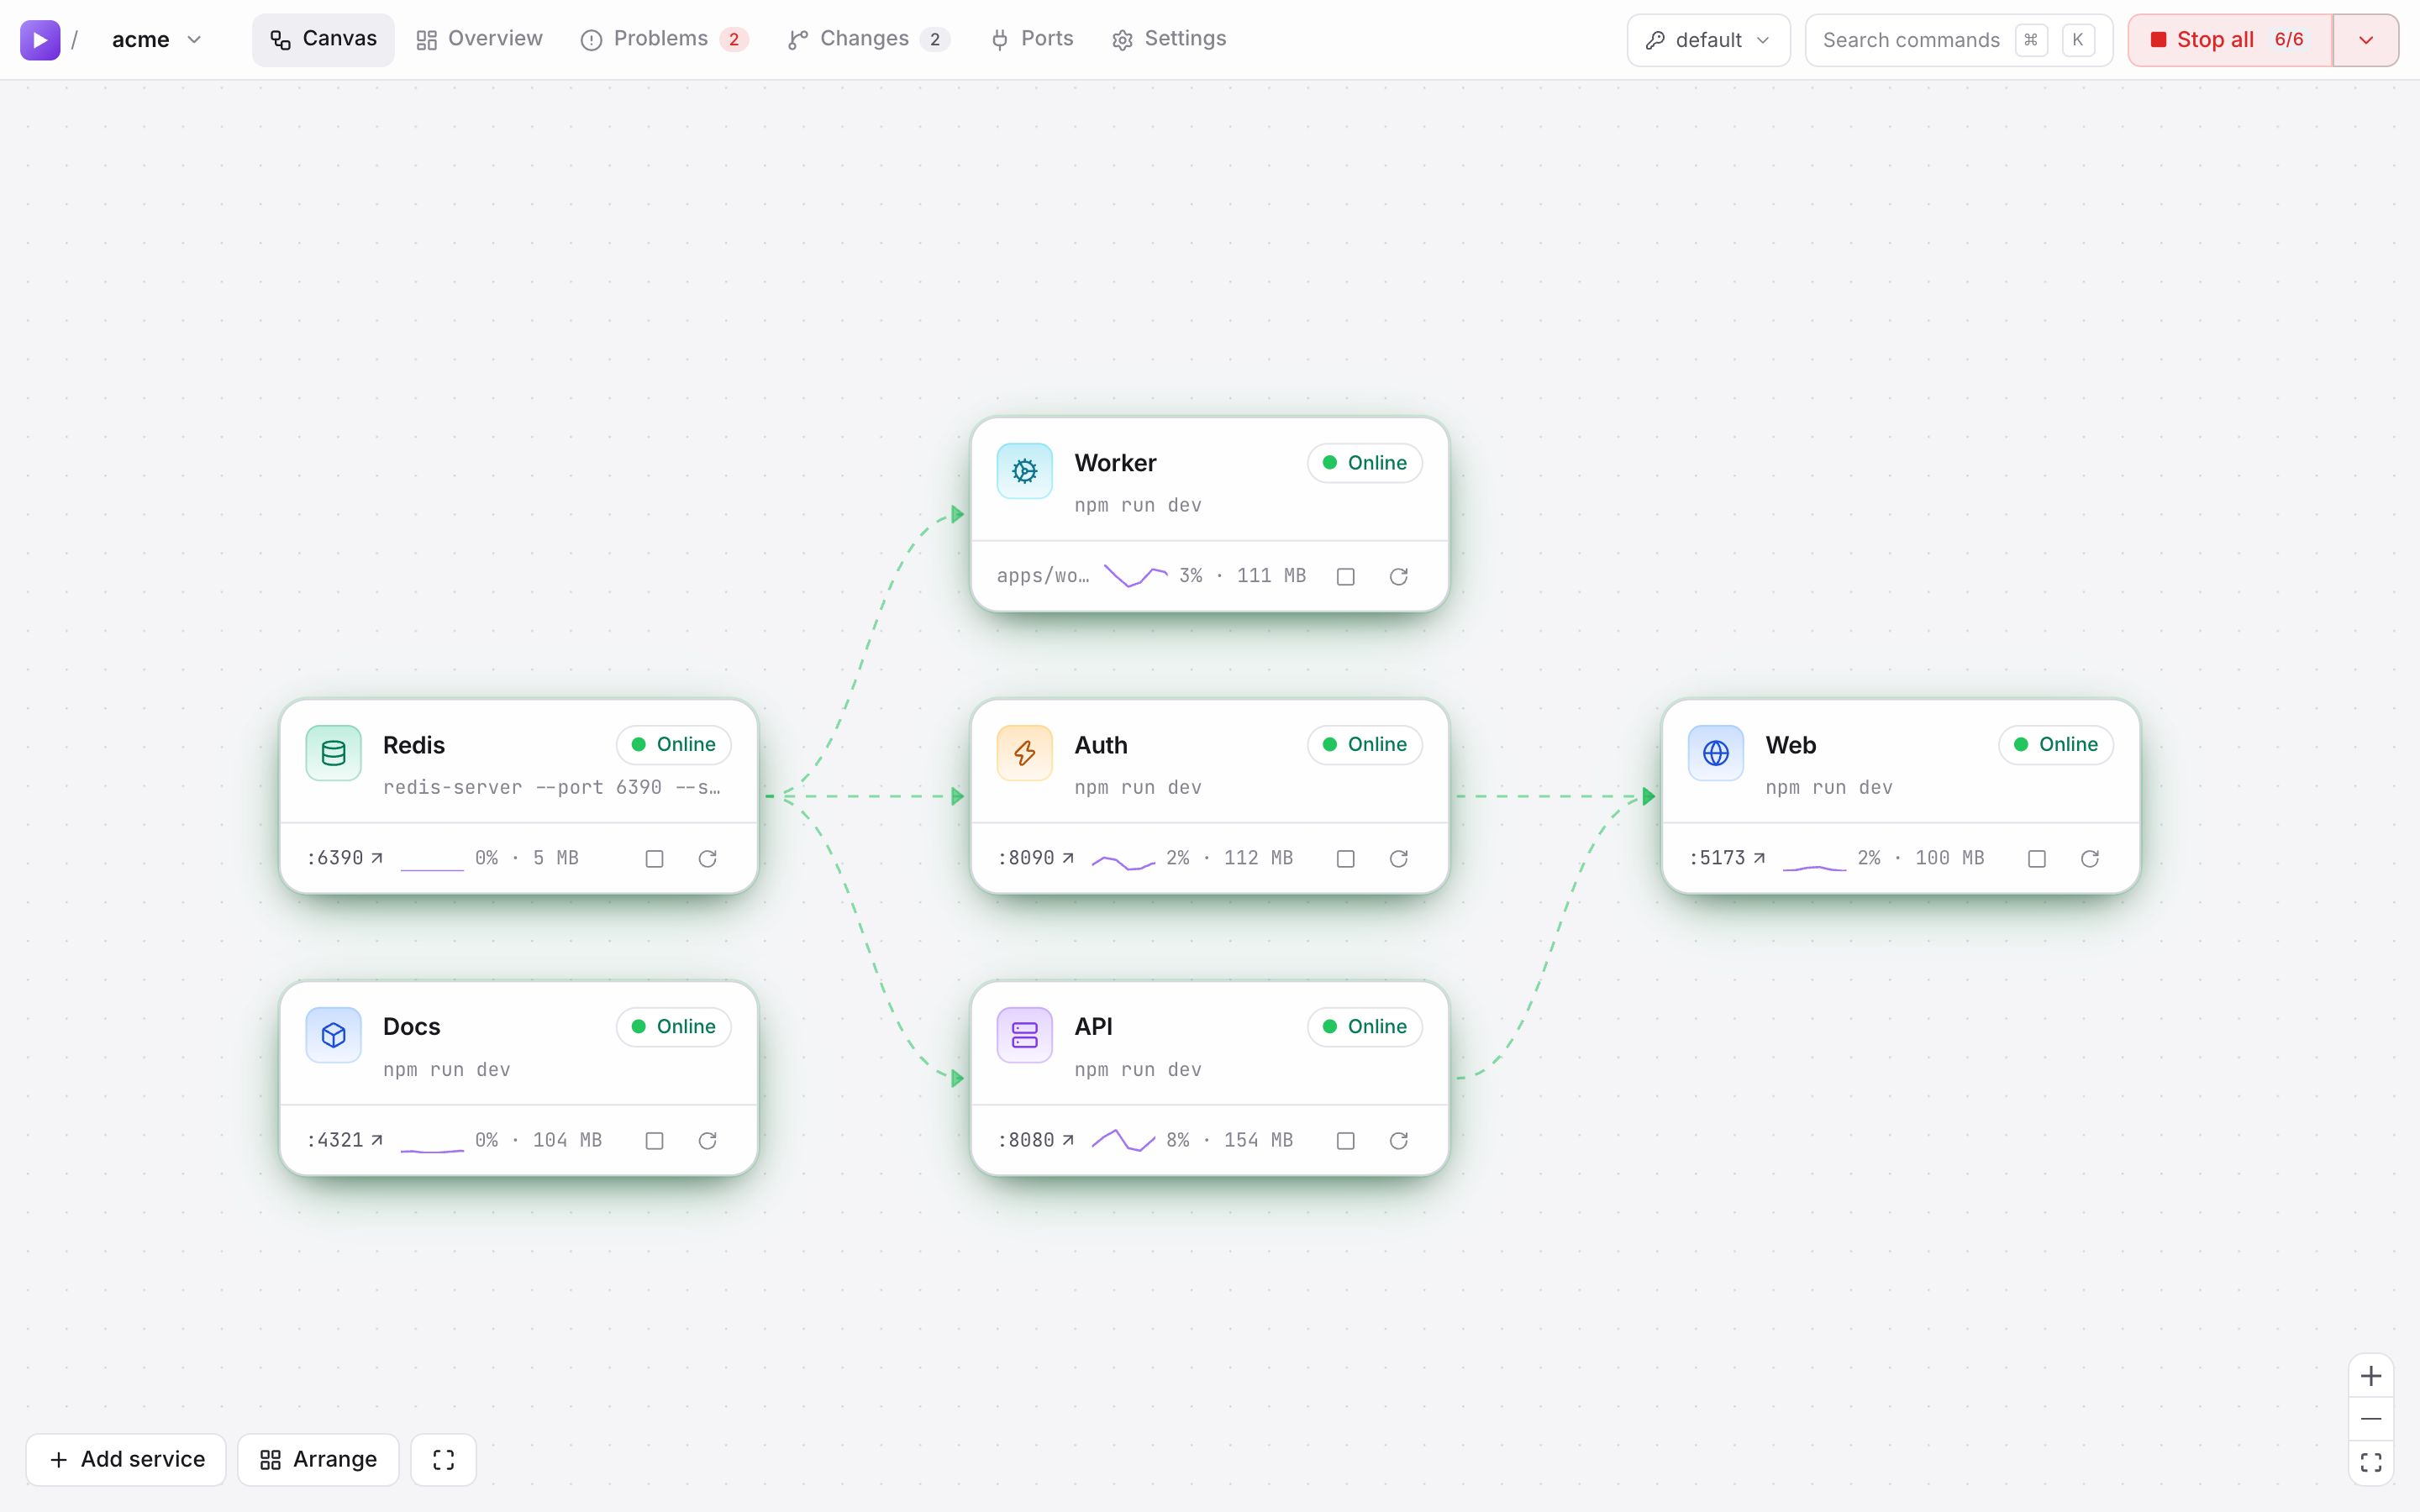 / acme Canvas Overview Problems 2 Changes 2 Ports Settings default Search commands ⌘ K Stop all 6/6
Worker Online
npm run dev
apps/wo… 3% · 111 MB
Redis Online
redis-server --port 6390 --s…
:6390 0% · 5 MB
Auth Online
npm run dev
:8090 2% · 112 MB
Web Online
npm run dev
:5173 2% · 100 MB
Docs Online
npm run dev
:4321 0% · 104 MB
API Online
npm run dev
:8080 8% · 154 MB
Add service Arrange